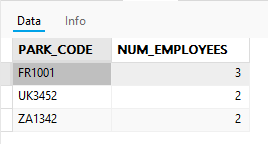 Data Info
PARK_CODE NUM_EMPLOYEES
FR1001 3
UK3452 2
ZA1342 2